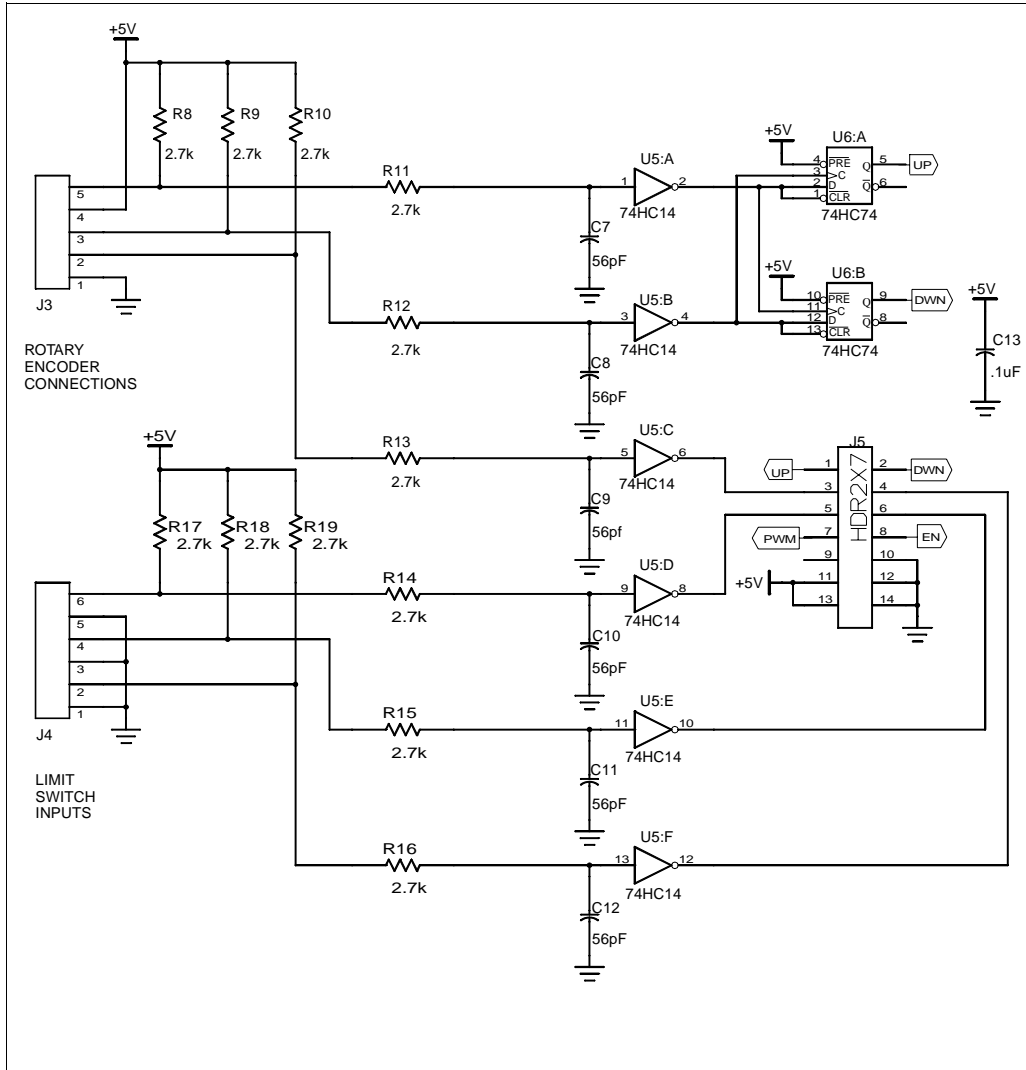 +5V
R8
R9
R10
2.7k
2.7k
2.7k
+5V
U6:A
R11
U5:A
4
PRE
Q
5
UP
5
1
2
3
>C
2
D
Q
6
4
2.7k
74HC14
1
CLR
3
C7
74HC74
2
56pF
+5V
U6:B
1
J3
R12
U5:B
10
PRE
Q
9
DWN
+5V
11
>C
3
4
12
D
Q
8
ROTARY
ENCODER
CONNECTIONS
2.7k
74HC14
13
CLR
74HC74
C13
C8
.1uF
56pF
+5V
R13
U5:C
J5
5
6
UP
1
2
DWN
2.7k
74HC14
3
4
HDR2X7
C9
5
6
R17
R18
R19
56pf
PWM
7
8
EN
2.7k
2.7k
2.7k
U5:D
9
10
R14
+5V
11
12
6
9
8
13
14
5
2.7k
74HC14
4
C10
3
56pF
2
U5:E
1
R15
11
10
J4
2.7k
74HC14
C11
LIMIT
SWITCH
INPUTS
56pF
U5:F
R16
13
12
2.7k
74HC14
C12
56pF